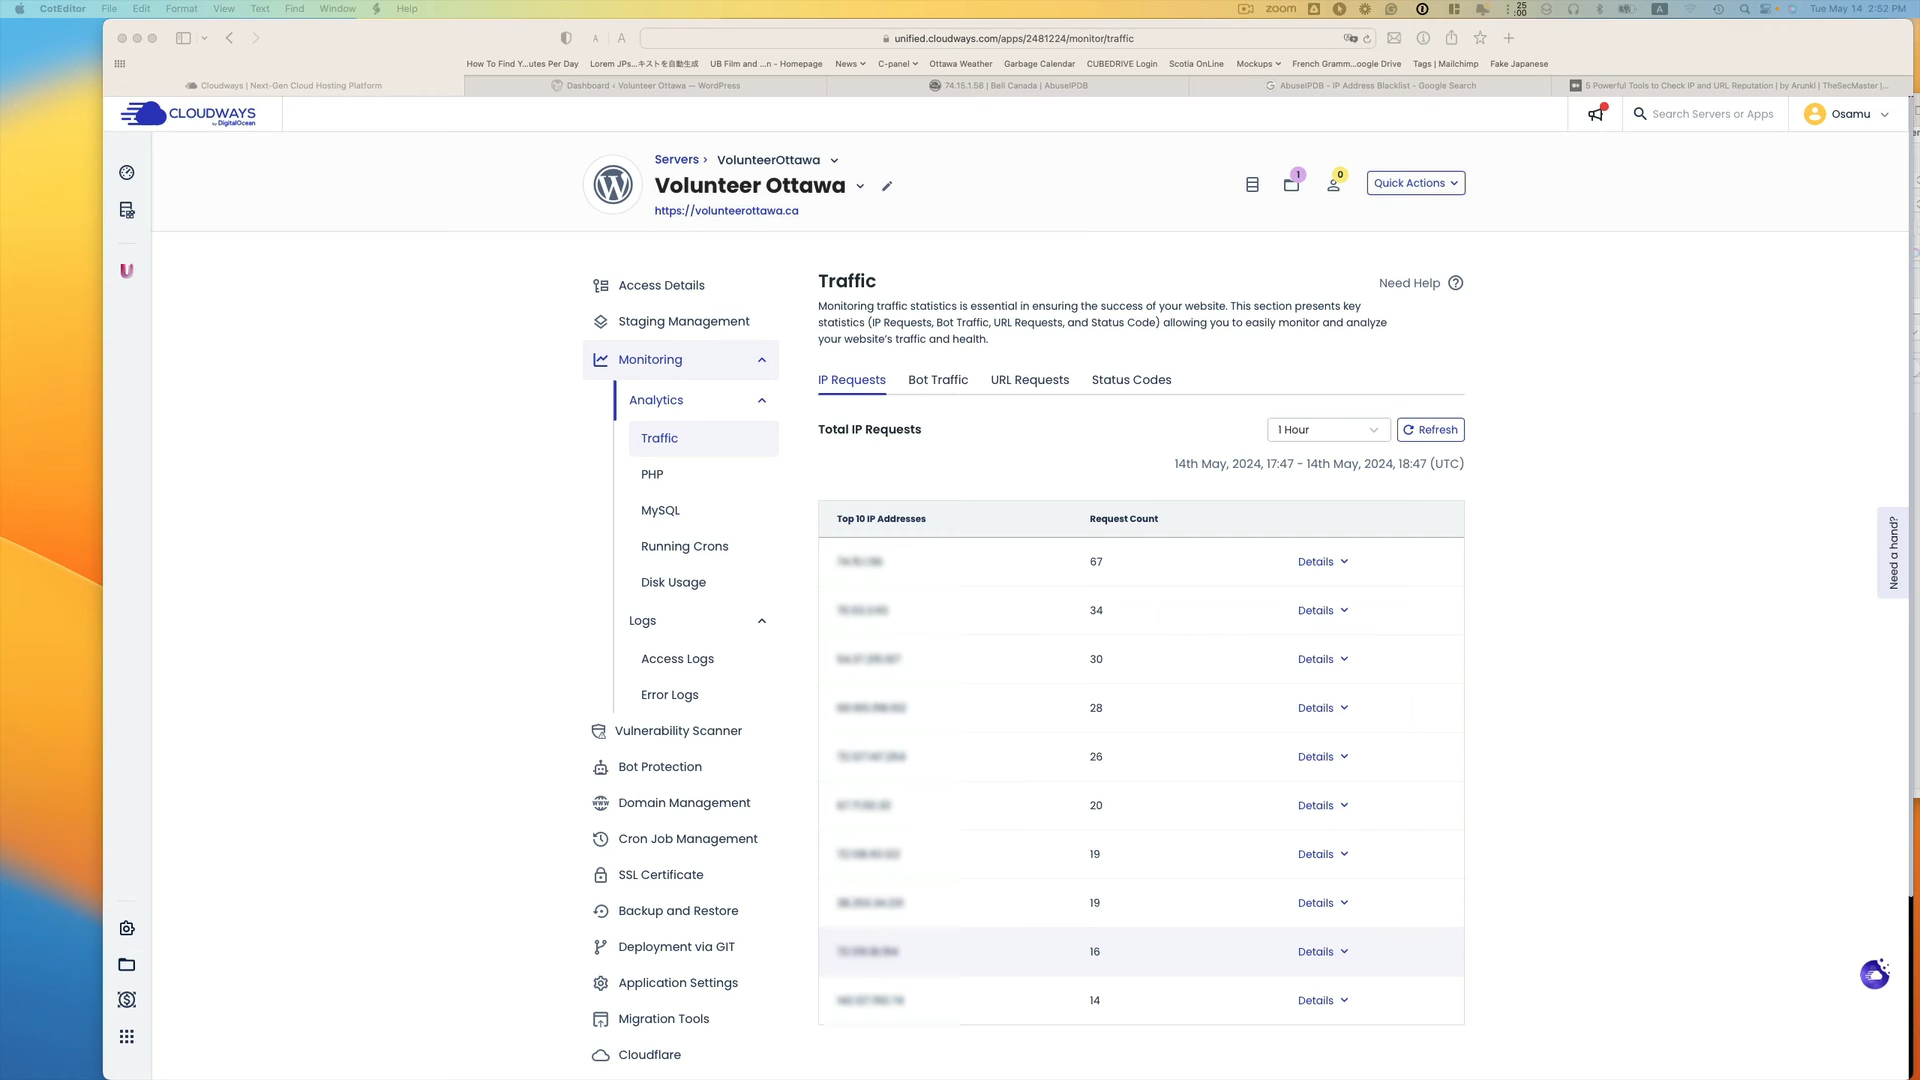 CotEditor File Edit Format View Text Find Window Help
zoom
25
:00
A
Tue May 14 2:52 PM
A A
unified.cloudways.com/apps/2481224/monitor/traffic
How To Find Y...utes Per Day Lorem JPs...キストを自動生成 UB Film and ...n - Homepage News C-panel Ottawa Weather Garbage Calendar CUBEDRIVE Login Scotia OnLine Mockups French Gramm...oogle Drive Tags | Mailchimp Fake Japanese
Cloudways | Next-Gen Cloud Hosting Platform
Dashboard ‹ Volunteer Ottawa — WordPress
74.15.1.56 | Bell Canada | AbuseIPDB
AbuseIPDB - IP Address Blacklist - Google Search
5 Powerful Tools to Check IP and URL Reputation | by Arunkl | TheSecMaster |...
CLOUDWAYS
by DigitalOcean
Search Servers or Apps
Osamu
Servers › VolunteerOttawa
Volunteer Ottawa
https://volunteerottawa.ca
1
0
Quick Actions
Access Details
Staging Management
Monitoring
Analytics
Traffic
PHP
MySQL
Running Crons
Disk Usage
Logs
Access Logs
Error Logs
Vulnerability Scanner
Bot Protection
Domain Management
Cron Job Management
SSL Certificate
Backup and Restore
Deployment via GIT
Application Settings
Migration Tools
Cloudflare
Traffic
Need Help
Monitoring traffic statistics is essential in ensuring the success of your website. This section presents key
statistics (IP Requests, Bot Traffic, URL Requests, and Status Code) allowing you to easily monitor and analyze
your website's traffic and health.
IP Requests Bot Traffic URL Requests Status Codes
Total IP Requests
1 Hour
Refresh
14th May, 2024, 17:47 - 14th May, 2024, 18:47 (UTC)
Top 10 IP Addresses Request Count
67 Details
34 Details
30 Details
28 Details
26 Details
20 Details
19 Details
19 Details
16 Details
14 Details
Need a hand?